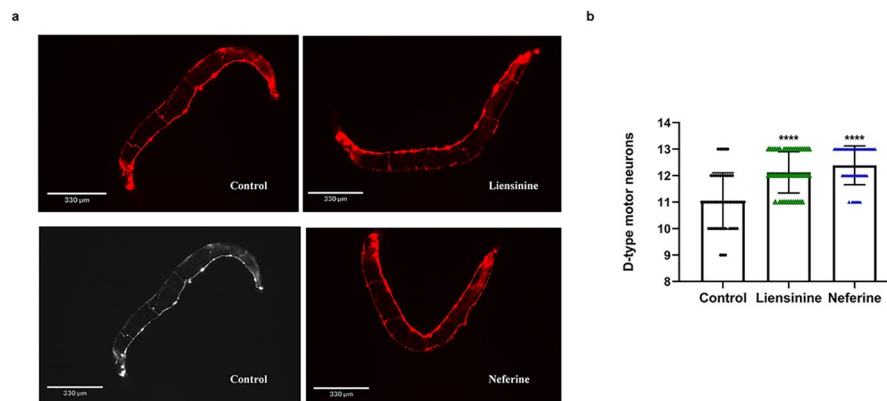 a
Control
330 µm
Liensinine
330 µm
Control
330 µm
Neferine
330 µm
b
D-type motor neurons
14
13
12
11
10
9
8
****
****
Control Liensinine Neferine